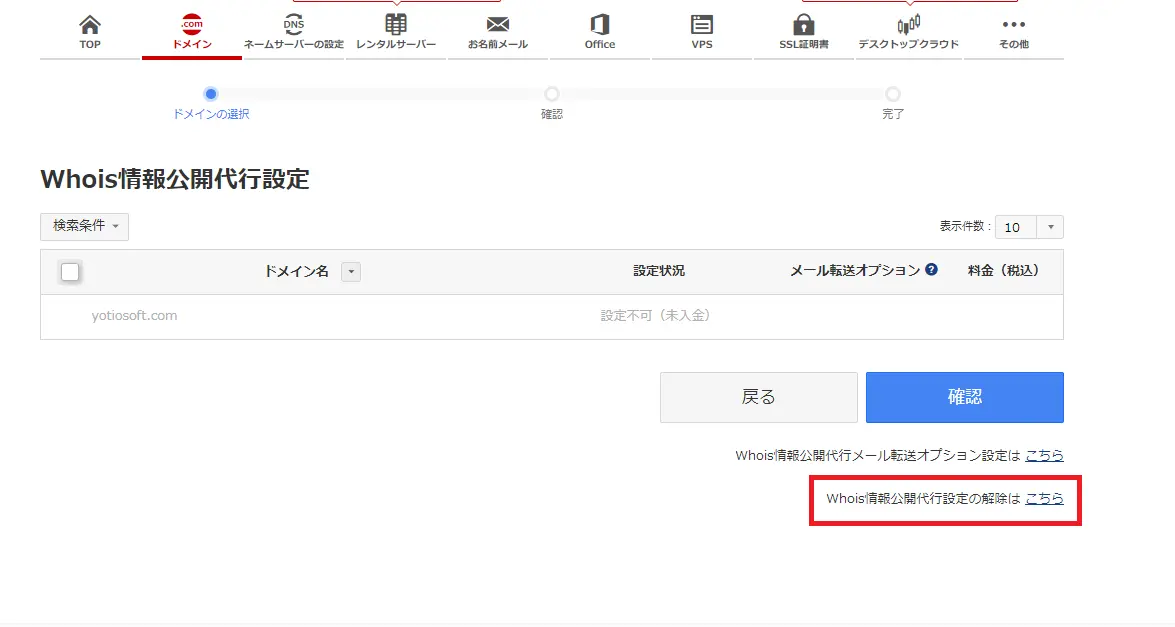 TOP
.com
ドメイン
DNS
ネームサーバーの設定
レンタルサーバー
お名前メール
Office
VPS
SSL証明書
デスクトップクラウド
その他
ドメインの選択
確認
完了
Whois情報公開代行設定
検索条件
表示件数 : 10
ドメイン名 設定状況 メール転送オプション ? 料金（税込）
yotiosoft.com 設定不可（未入金）
戻る 確認
Whois情報公開代行メール転送オプション設定は こちら
Whois情報公開代行設定の解除は こちら